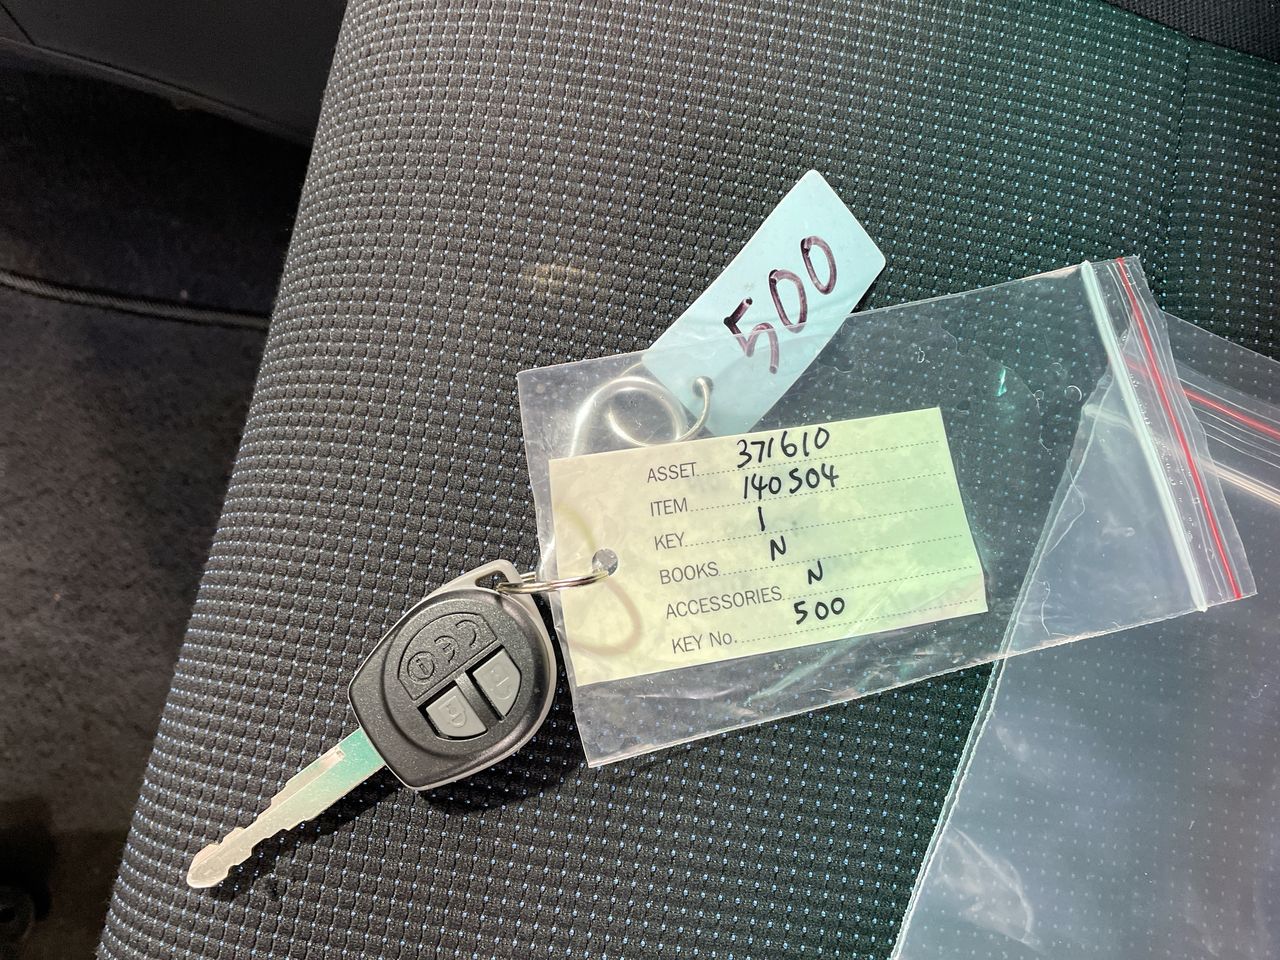 500
ASSET 371610
ITEM 140504
KEY 1
BOOKS N
ACCESSORIES N
KEY No. 500